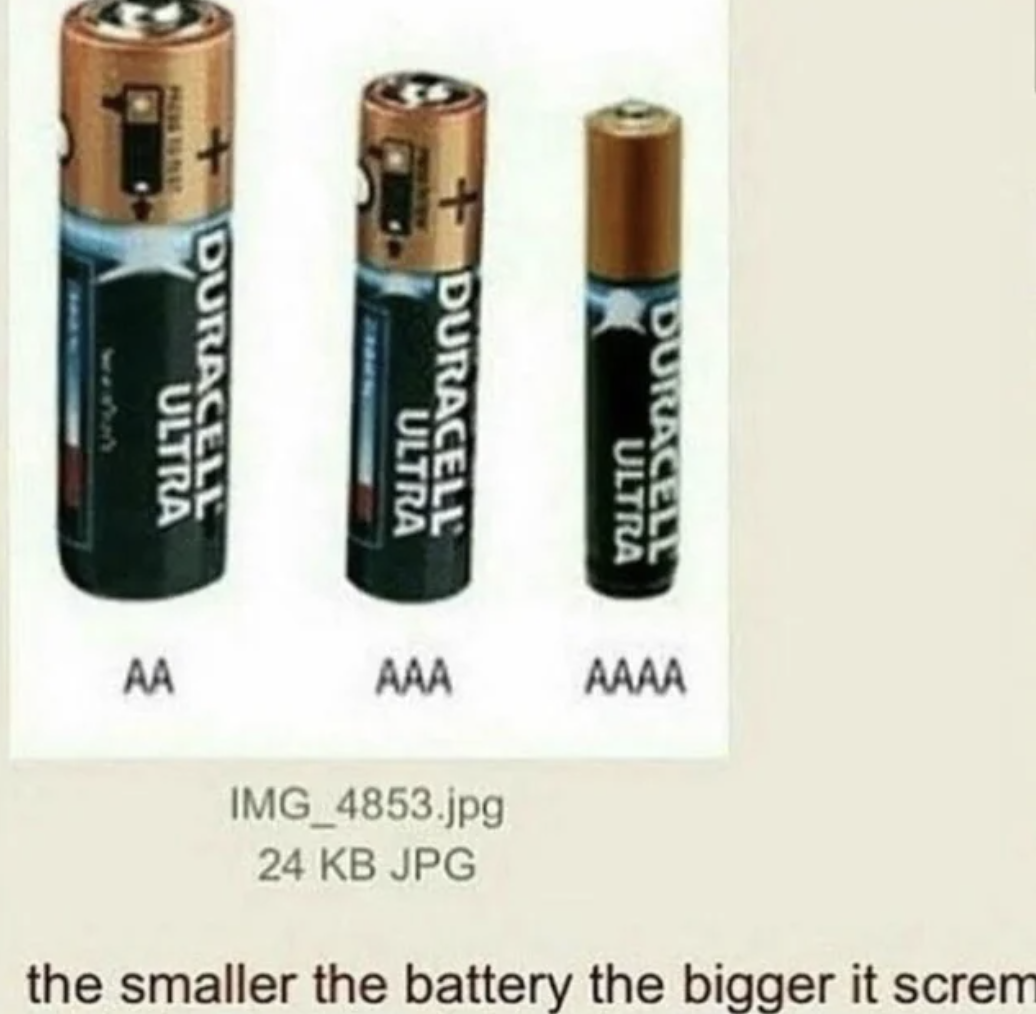 +
DURACELL
ULTRA
+
DURACELL
ULTRA
DURACELL
ULTRA
AA
AAA
AAAA
IMG_4853.jpg
24 KB JPG
the smaller the battery the bigger it screm